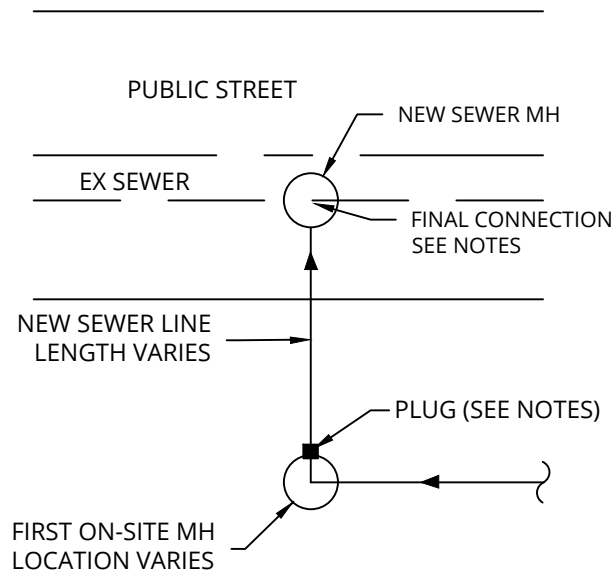 PUBLIC STREET
NEW SEWER MH
EX SEWER
FINAL CONNECTION
SEE NOTES
NEW SEWER LINE
LENGTH VARIES
PLUG (SEE NOTES)
FIRST ON-SITE MH
LOCATION VARIES